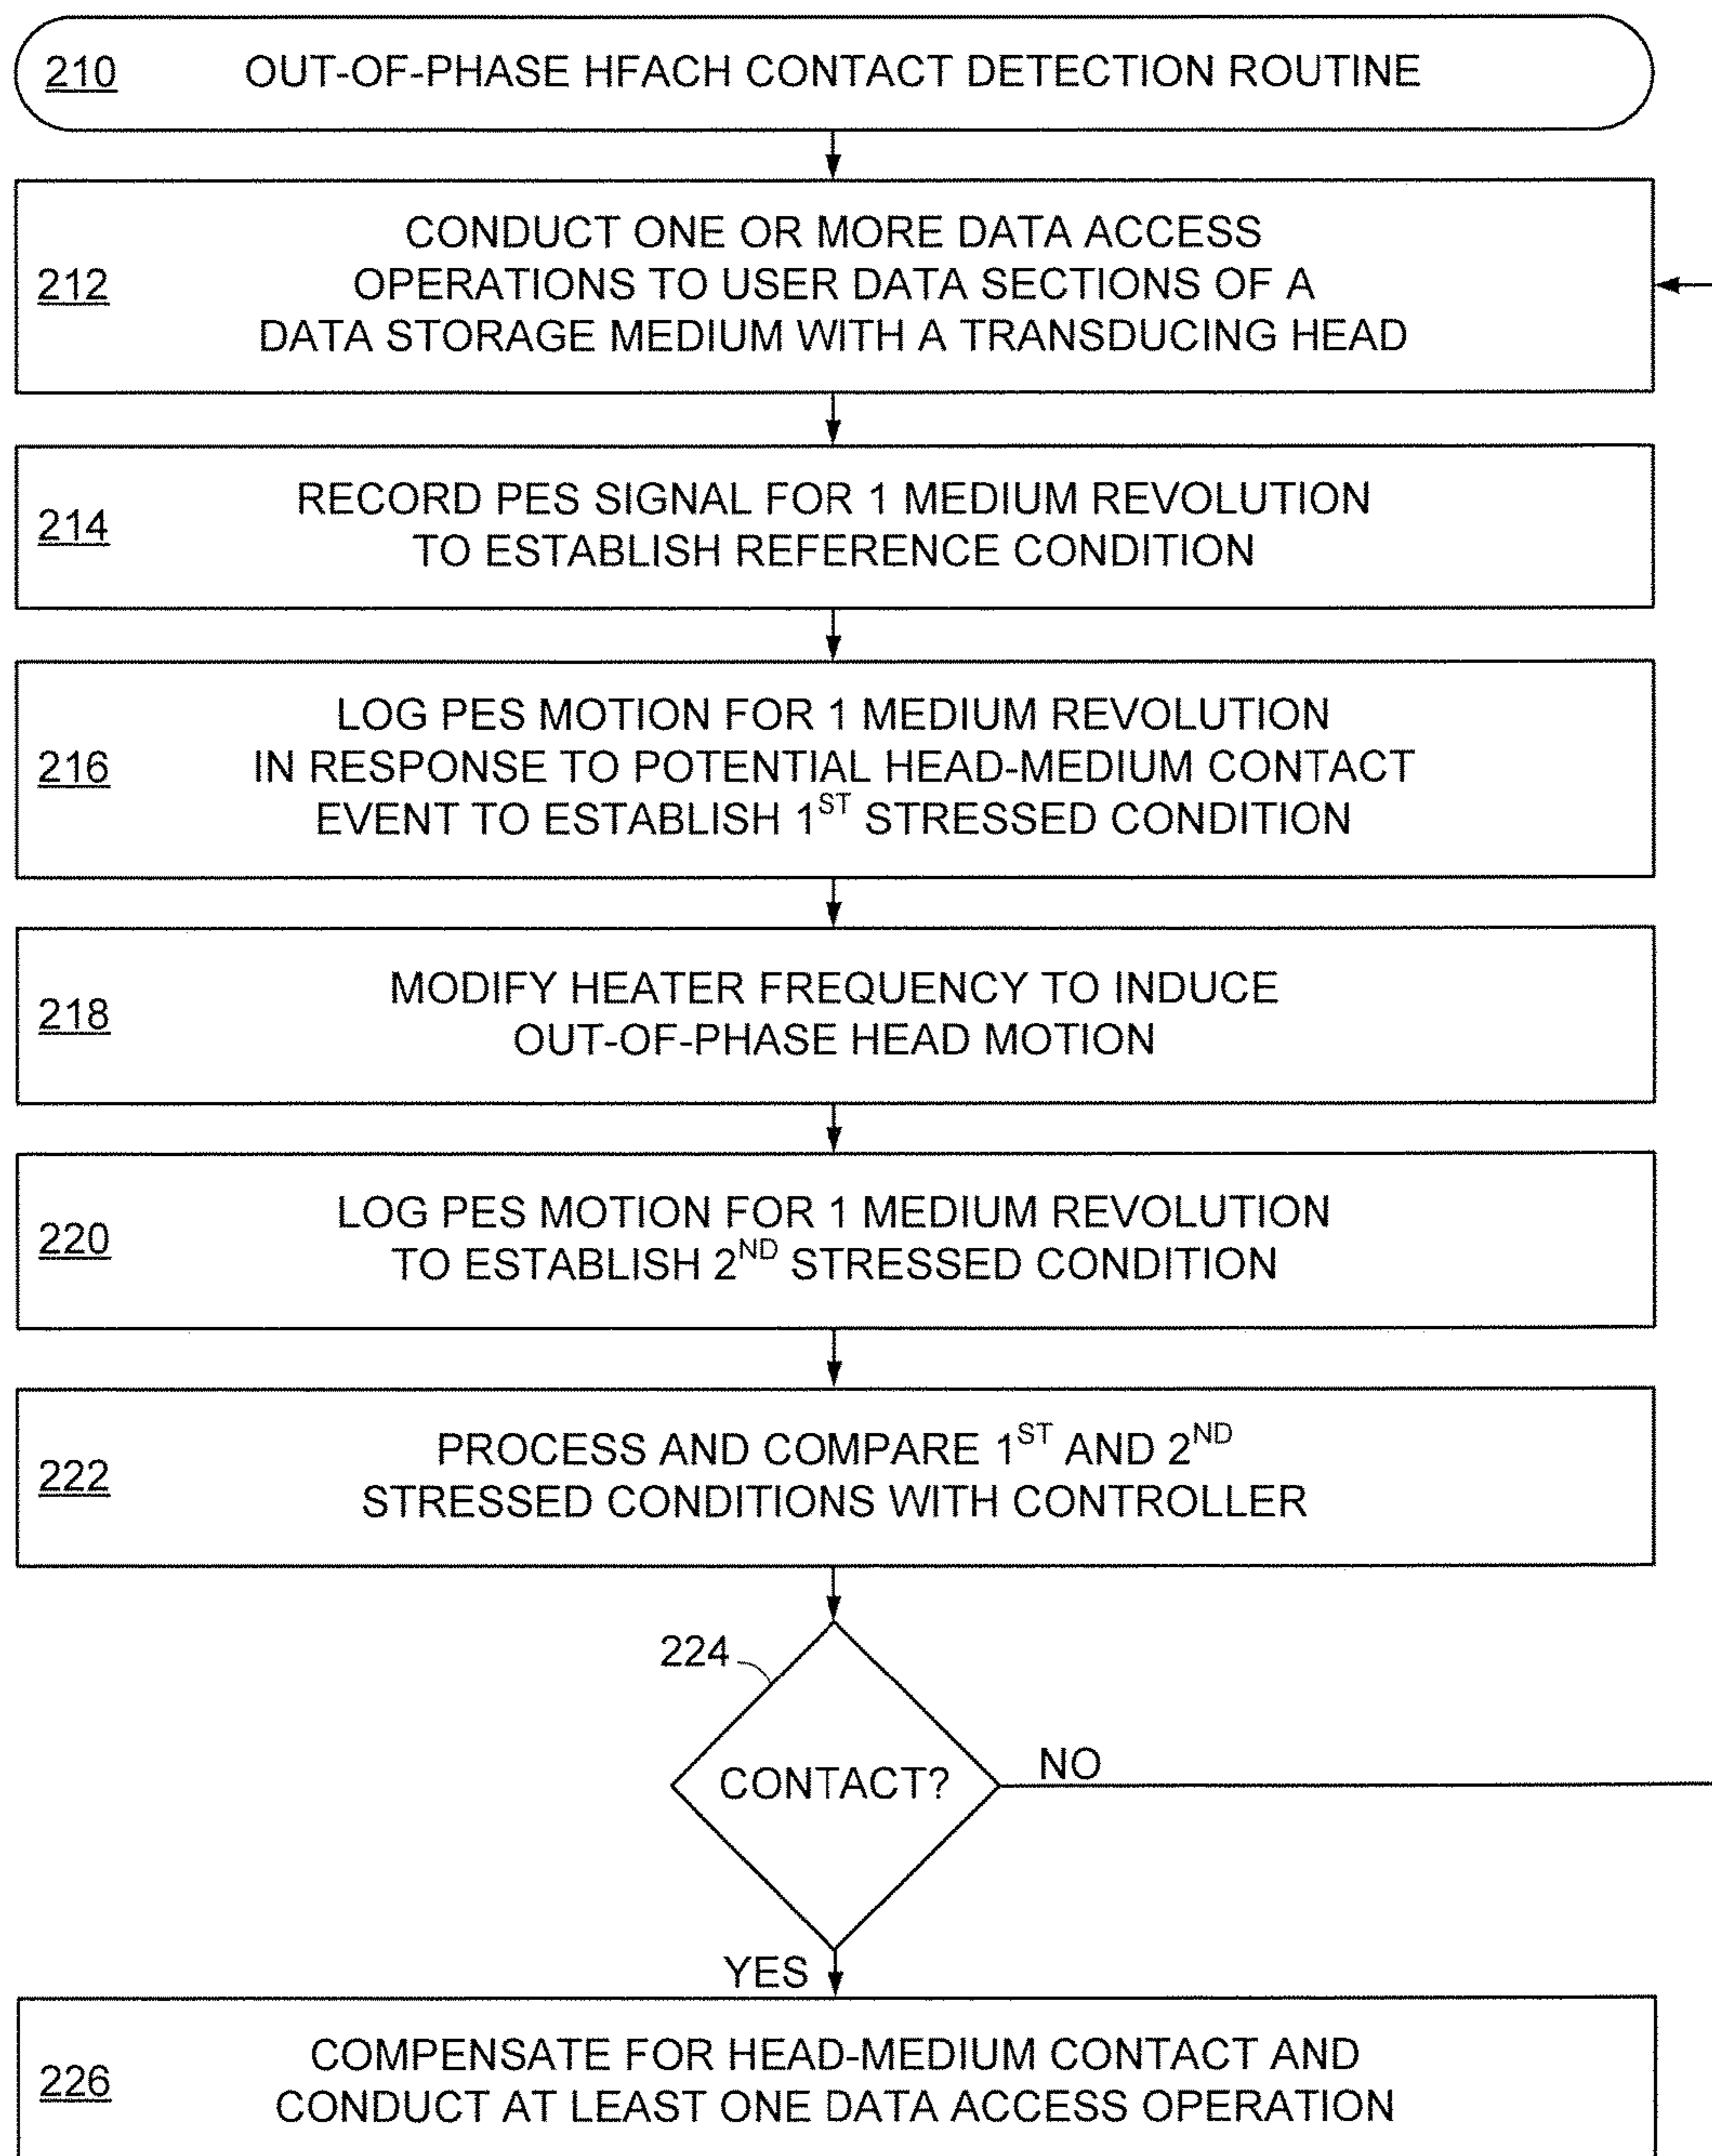 210 OUT-OF-PHASE HFACH CONTACT DETECTION ROUTINE
CONDUCT ONE OR MORE DATA ACCESS
212 OPERATIONS TO USER DATA SECTIONS OF A
DATA STORAGE MEDIUM WITH A TRANSDUCING HEAD
214 RECORD PES SIGNAL FOR 1 MEDIUM REVOLUTION
TO ESTABLISH REFERENCE CONDITION
LOG PES MOTION FOR 1 MEDIUM REVOLUTION
216 IN RESPONSE TO POTENTIAL HEAD-MEDIUM CONTACT
EVENT TO ESTABLISH 1ST STRESSED CONDITION
218 MODIFY HEATER FREQUENCY TO INDUCE
OUT-OF-PHASE HEAD MOTION
220 LOG PES MOTION FOR 1 MEDIUM REVOLUTION
TO ESTABLISH 2ND STRESSED CONDITION
222 PROCESS AND COMPARE 1ST AND 2ND
STRESSED CONDITIONS WITH CONTROLLER
224
CONTACT? NO
YES
226 COMPENSATE FOR HEAD-MEDIUM CONTACT AND
CONDUCT AT LEAST ONE DATA ACCESS OPERATION